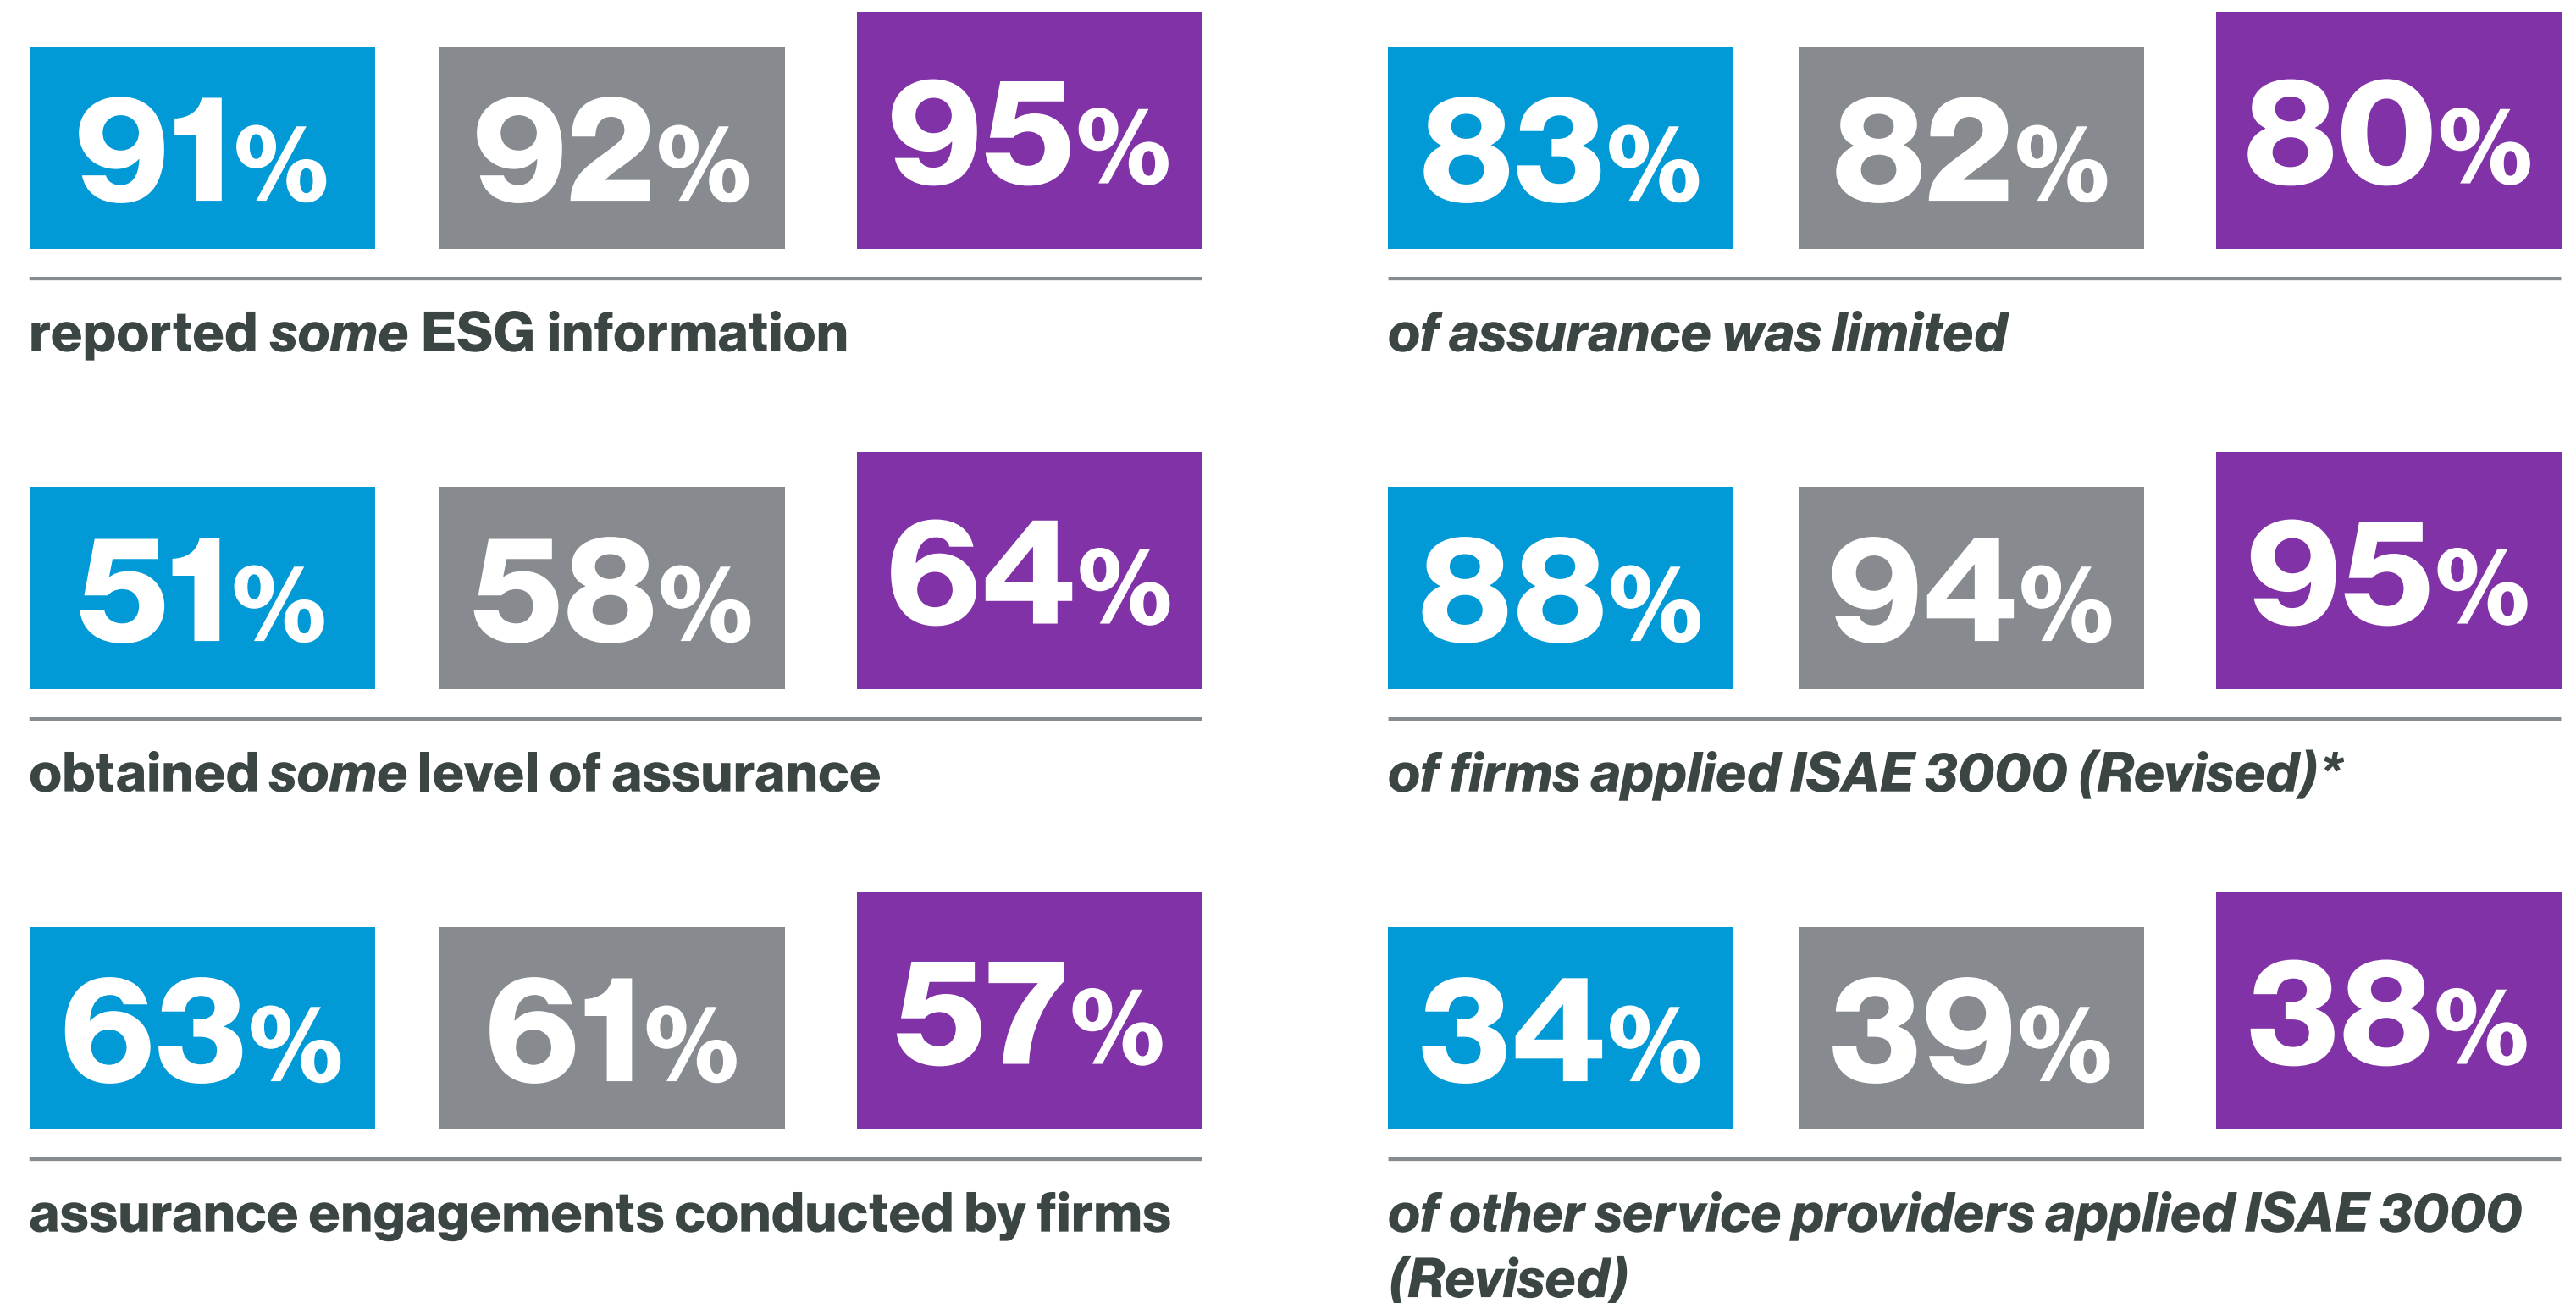 91% 92% 95%
reported some ESG information
83% 82% 80%
of assurance was limited
51% 58% 64%
obtained some level of assurance
88% 94% 95%
of firms applied ISAE 3000 (Revised)*
63% 61% 57%
assurance engagements conducted by firms
34% 39% 38%
of other service providers applied ISAE 3000
(Revised)